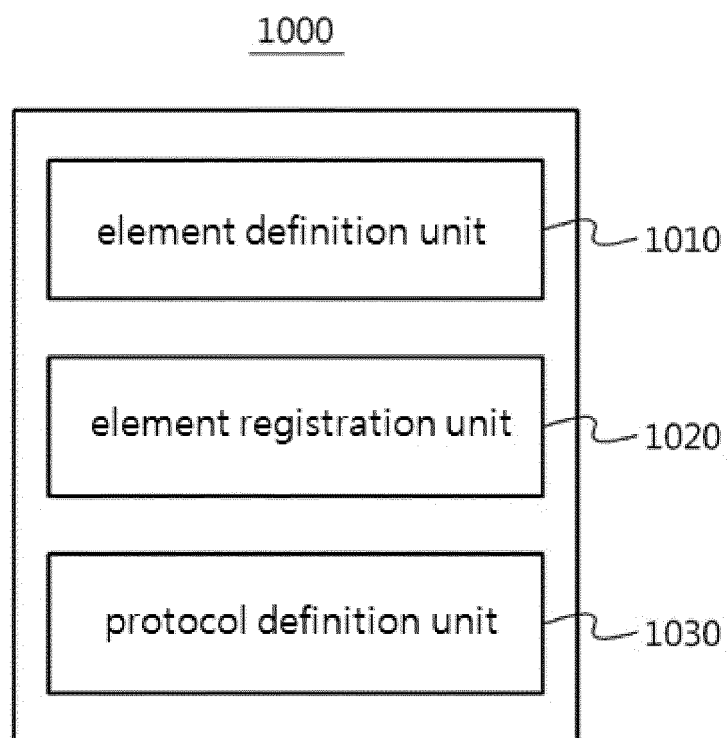 1000
element definition unit
1010
element registration unit
1020
protocol definition unit
1030